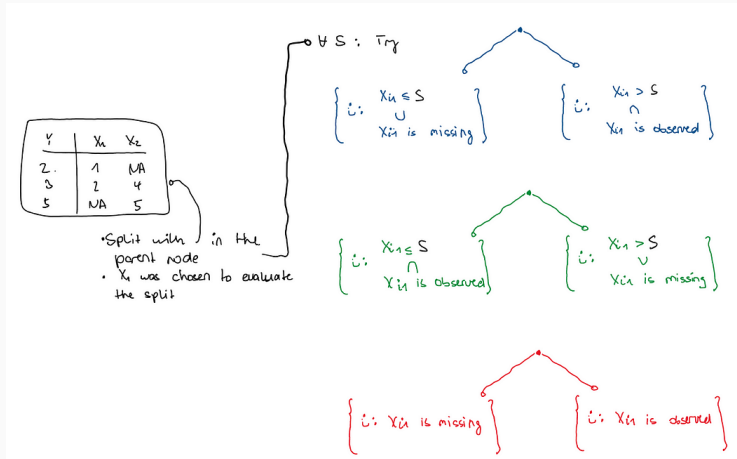 ∀ S : Try
Y X₁ X₂
2. 1 NA
3 2 4
5 NA 5
• Split with in the
parent node
• X₁ was chosen to evaluate
the split
{ i: Xi1 ≤ S
∪
Xi1 is missing }
{ i: Xi1 > S
∩
Xi1 is observed }
{ i: Xi1 ≤ S
∩
Xi1 is observed }
{ i: Xi1 > S
∪
Xi1 is missing }
{ i: Xi1 is missing }
{ i: Xi1 is observed }